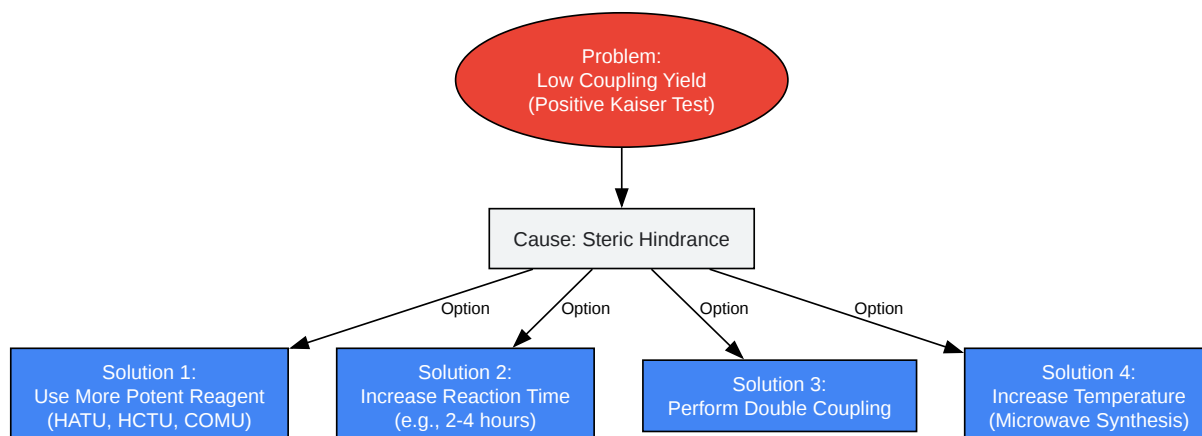 Problem:
Low Coupling Yield
(Positive Kaiser Test)
Cause: Steric Hindrance
Option
Option
Option
Option
Solution 1:
Use More Potent Reagent
(HATU, HCTU, COMU)
Solution 2:
Increase Reaction Time
(e.g., 2-4 hours)
Solution 3:
Perform Double Coupling
Solution 4:
Increase Temperature
(Microwave Synthesis)